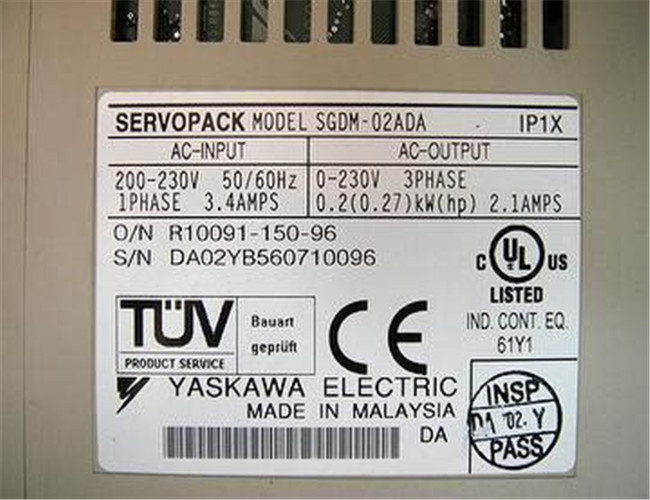 SERVOPACK MODEL SGDM-02ADA IP1X
AC-INPUT AC-OUTPUT
200-230V 50/60Hz 0-230V 3PHASE
1PHASE 3.4AMPS 0.2(0.27)kW(hp) 2.1AMPS
O/N R10091-150-96
S/N DA02YB560710096
C UL US
LISTED
IND. CONT. EQ.
61Y1
TÜV
PRODUCT SERVICE
Bauart
geprüft
CE
YASKAWA ELECTRIC
MADE IN MALAYSIA
DA
INSP
'02. Y
PASS